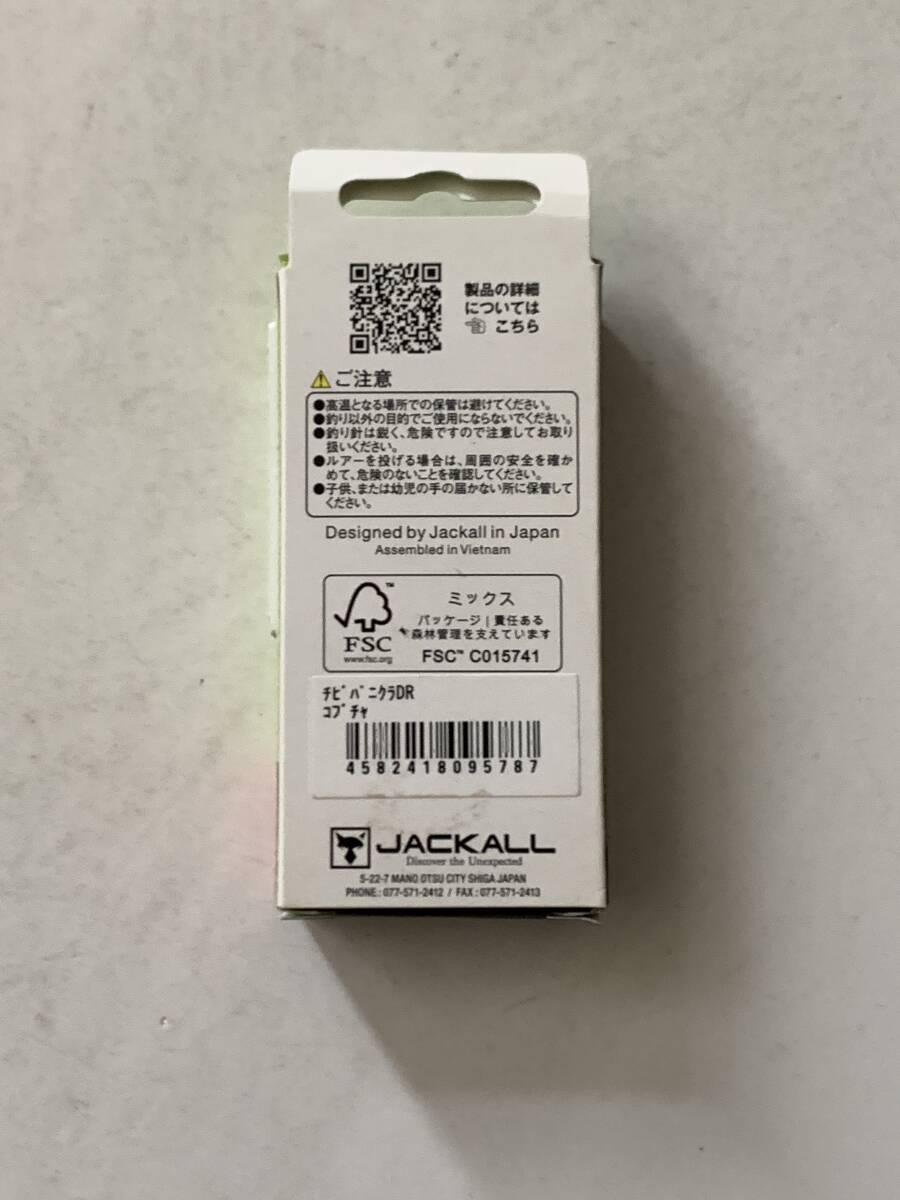 製品の詳細
については
こちら
ご注意
●高温となる場所での保管は避けてください。
●釣り以外の目的でご使用にならないでください。
●釣り針は鋭く、危険ですので注意してお取り
扱いください。
●ルアーを投げる場合は、周囲の安全を確か
めて、危険のないことを確認してください。
●子供、または幼児の手の届かない所に保管して
ください。
Designed by Jackall in Japan
Assembled in Vietnam
FSC
www.fsc.org
ミックス
パッケージ | 責任ある
森林管理を支えています
FSC™ C015741
ﾁﾋﾞﾊﾞﾆｸﾗDR
ｺﾌﾞﾁｬ
4582418095787
JACKALL
Discover the Unexpected
5-22-7 MANO OTSU CITY SHIGA JAPAN
PHONE : 077-571-2412 / FAX : 077-571-2413